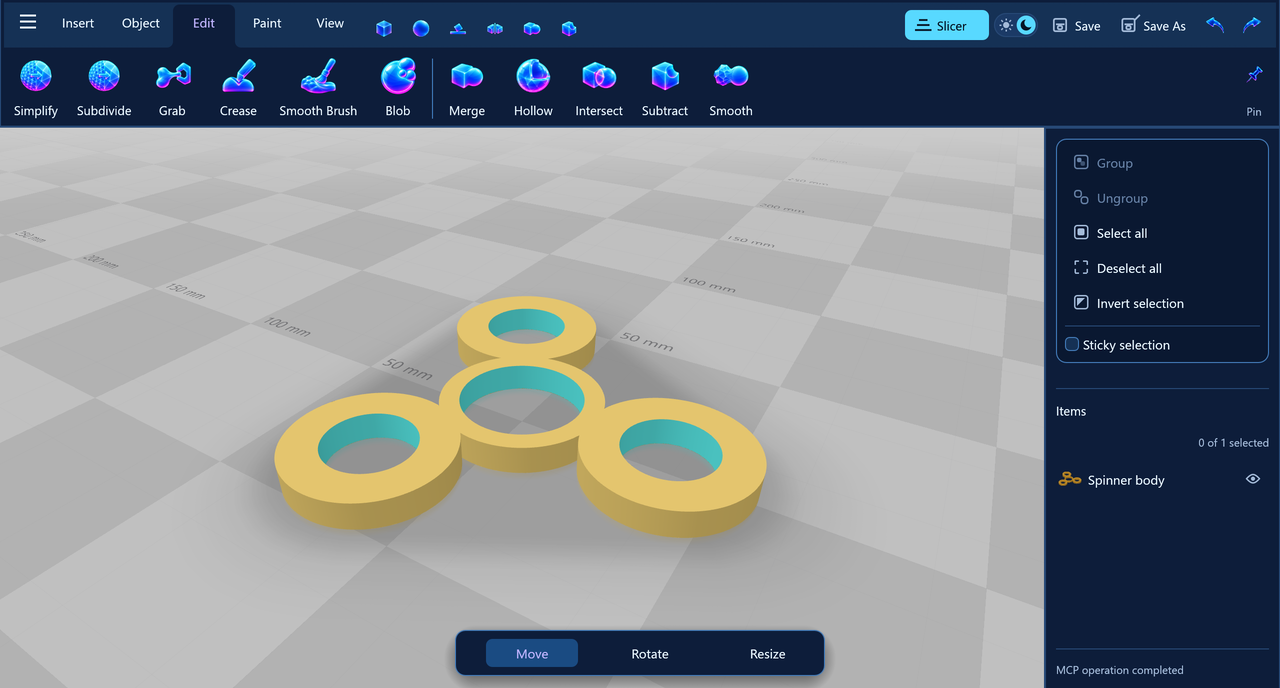 Insert Object Edit Paint View Slicer Save Save As
Simplify Subdivide Grab Crease Smooth Brush Blob Merge Hollow Intersect Subtract Smooth Pin
Group
Ungroup
Select all
Deselect all
Invert selection
Sticky selection
Items
0 of 1 selected
Spinner body
MCP operation completed
200 mm
150 mm
100 mm
50 mm
250 mm
200 mm
150 mm
100 mm
50 mm
Move Rotate Resize